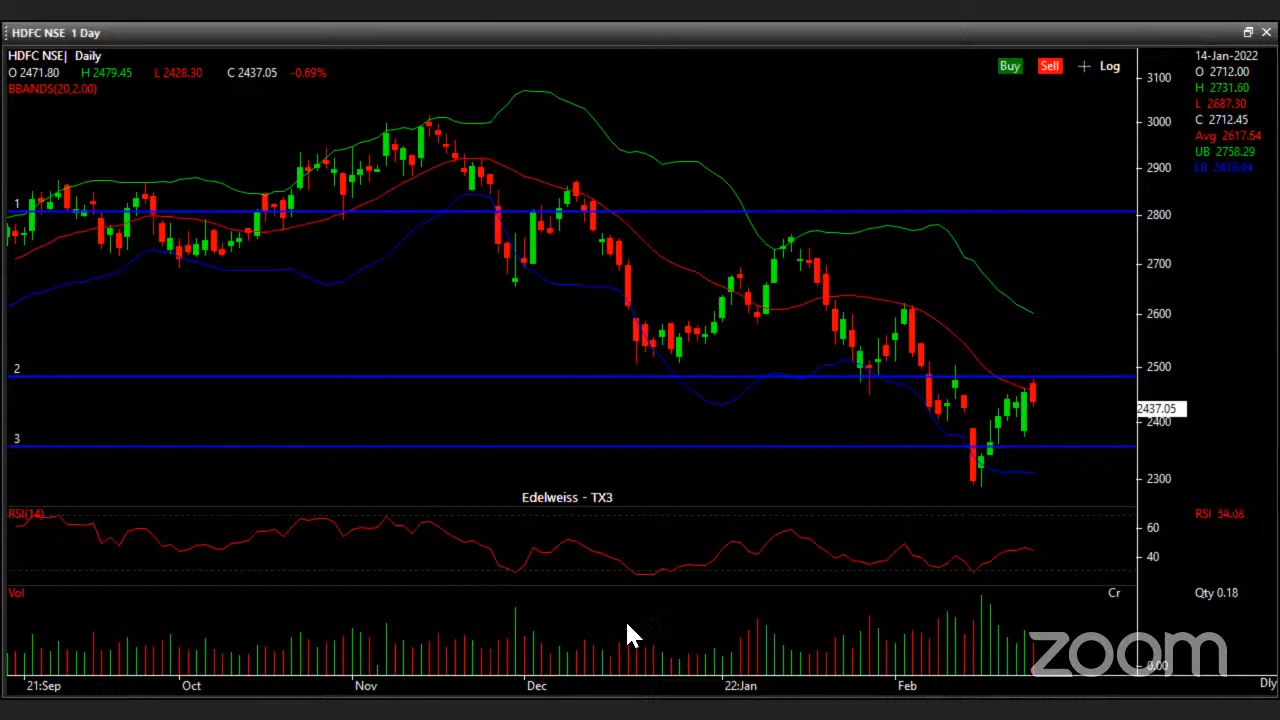 HDFC NSE 1 Day
HDFC NSE| Daily
O 2471.80 H 2479.45 L 2428.30 C 2437.05 -0.69%
BBANDS(20,2.00)
Buy Sell Log
14-Jan-2022
O 2712.00
H 2731.60
L 2687.30
C 2712.45
Avg 2617.54
UB 2758.29
3100
3000
2900
2800
2700
2600
2500
2437.05
2400
2300
1
2
3
Edelweiss - TX3
RSI(14)
60
40
Vol
Cr
Qty 0.18
0.00
zoom
21:Sep Oct Nov Dec 22:Jan Feb
Dly